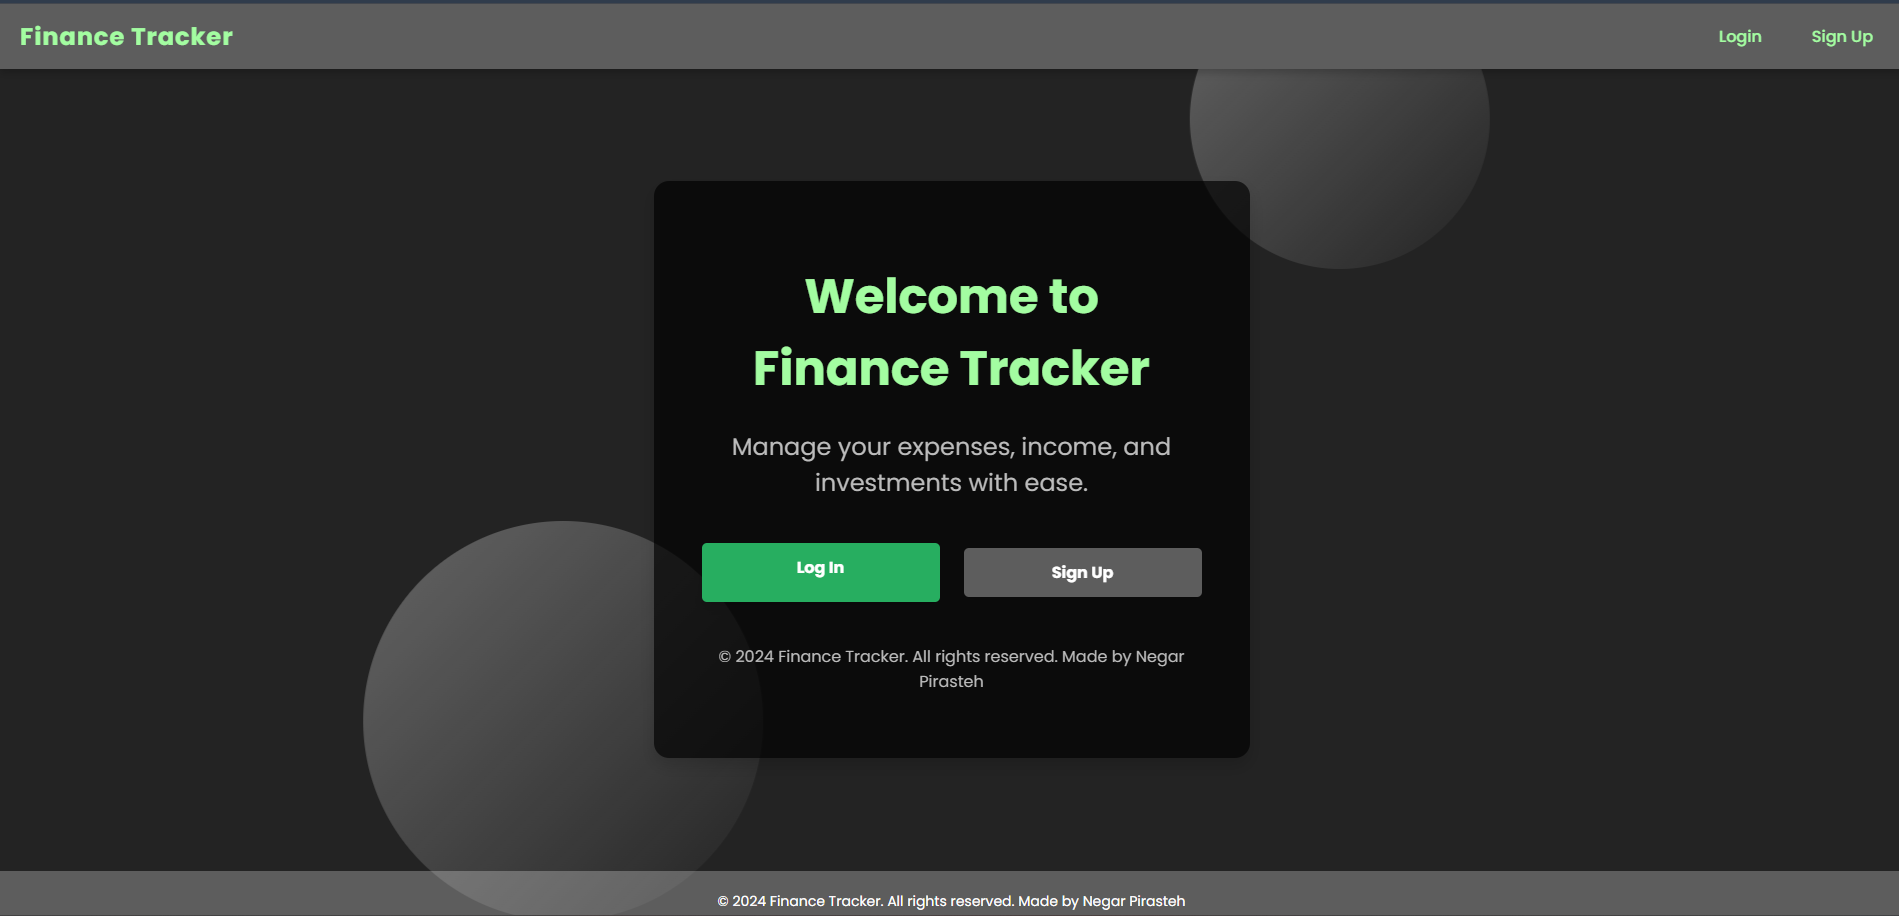 Finance Tracker
Login
Sign Up
Welcome to
Finance Tracker
Manage your expenses, income, and
investments with ease.
Log In
Sign Up
© 2024 Finance Tracker. All rights reserved. Made by Negar
Pirasteh
© 2024 Finance Tracker. All rights reserved. Made by Negar Pirasteh